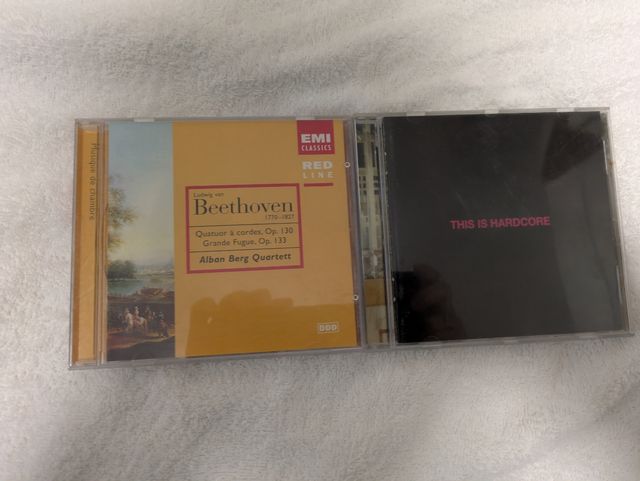 Musique de chambre
EMI
CLASSICS
RED
LINE
Ludwig van
Beethoven
1770-1827
Quatuor à cordes, Op. 130
Grande Fugue, Op. 133
Alban Berg Quartett
DDD
THIS IS HARDCORE